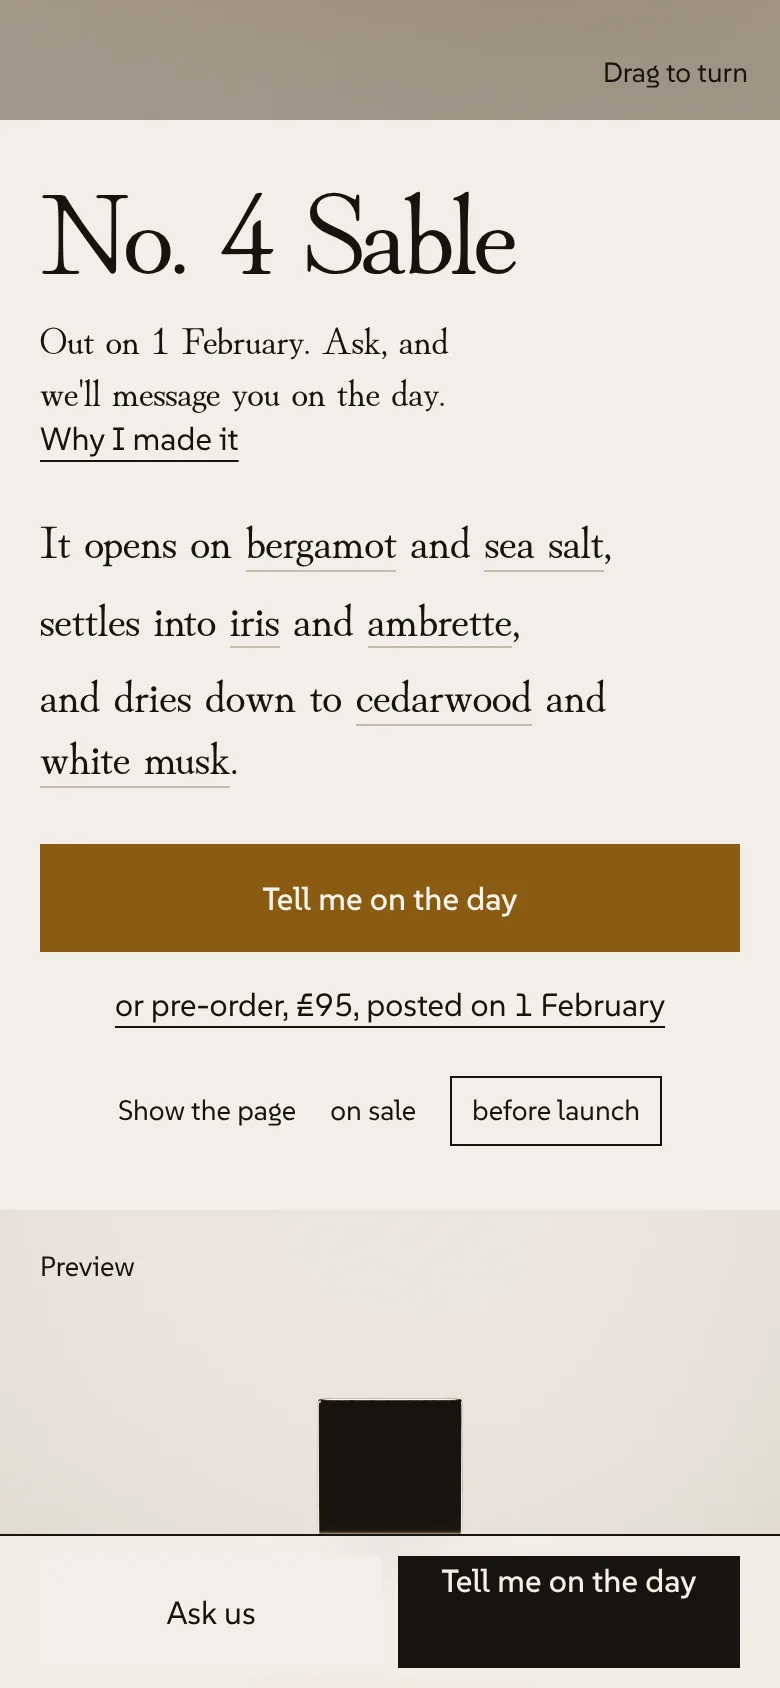 Drag to turn
No. 4 Sable
Out on 1 February. Ask, and
we'll message you on the day.
Why I made it
It opens on bergamot and sea salt,
settles into iris and ambrette,
and dries down to cedarwood and
white musk.
Tell me on the day
or pre-order, £95, posted on 1 February
Show the page on sale before launch
Preview
Ask us
Tell me on the day